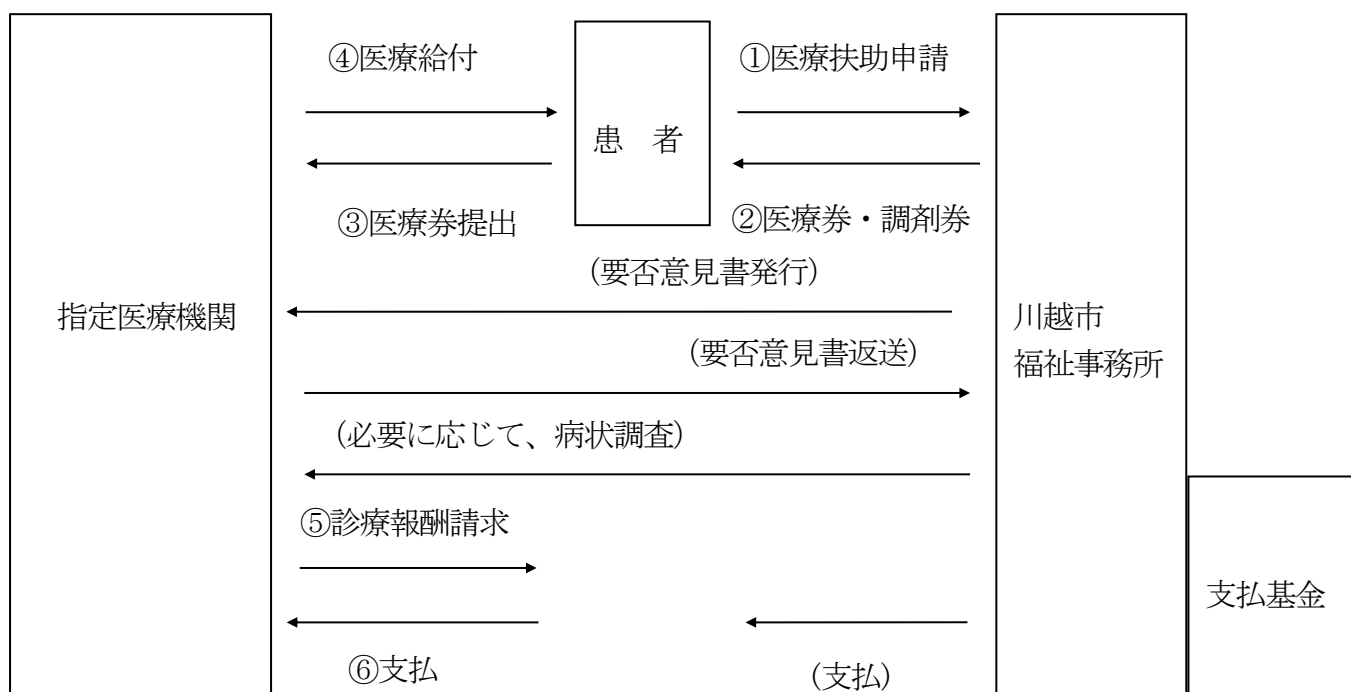 ④医療給付
①医療扶助申請
患　者
③医療券提出
②医療券・調剤券
(要否意見書発行)
指定医療機関
川越市
福祉事務所
(要否意見書返送)
(必要に応じて、病状調査)
⑤診療報酬請求
支払基金
⑥支払
(支払)